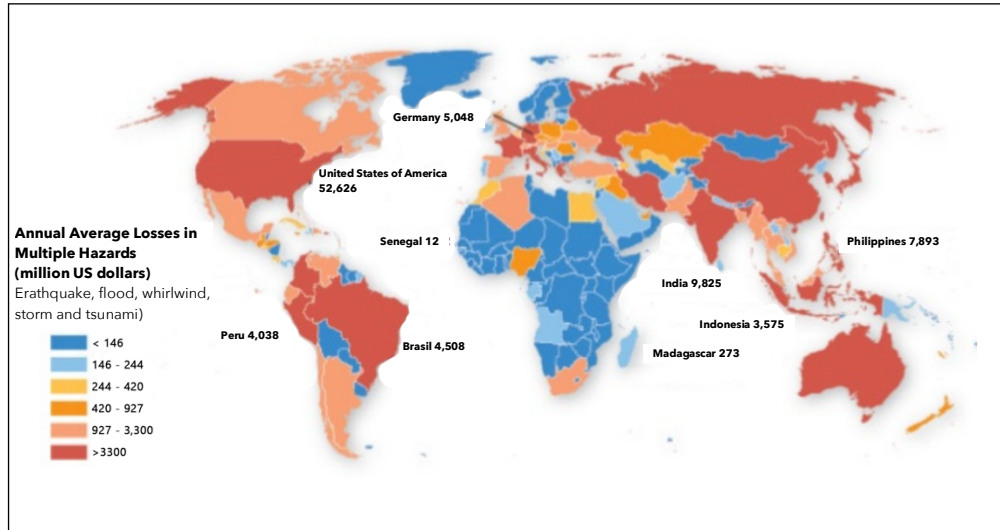 Germany 5,048
United States of America
52,626
Annual Average Losses in
Multiple Hazards
(million US dollars)
Erathquake, flood, whirlwind,
storm and tsunami)
Senegal 12
Philippines 7,893
India 9,825
Indonesia 3,575
Peru 4,038
Brasil 4,508
Madagascar 273
< 146
146 - 244
244 - 420
420 - 927
927 - 3,300
>3300